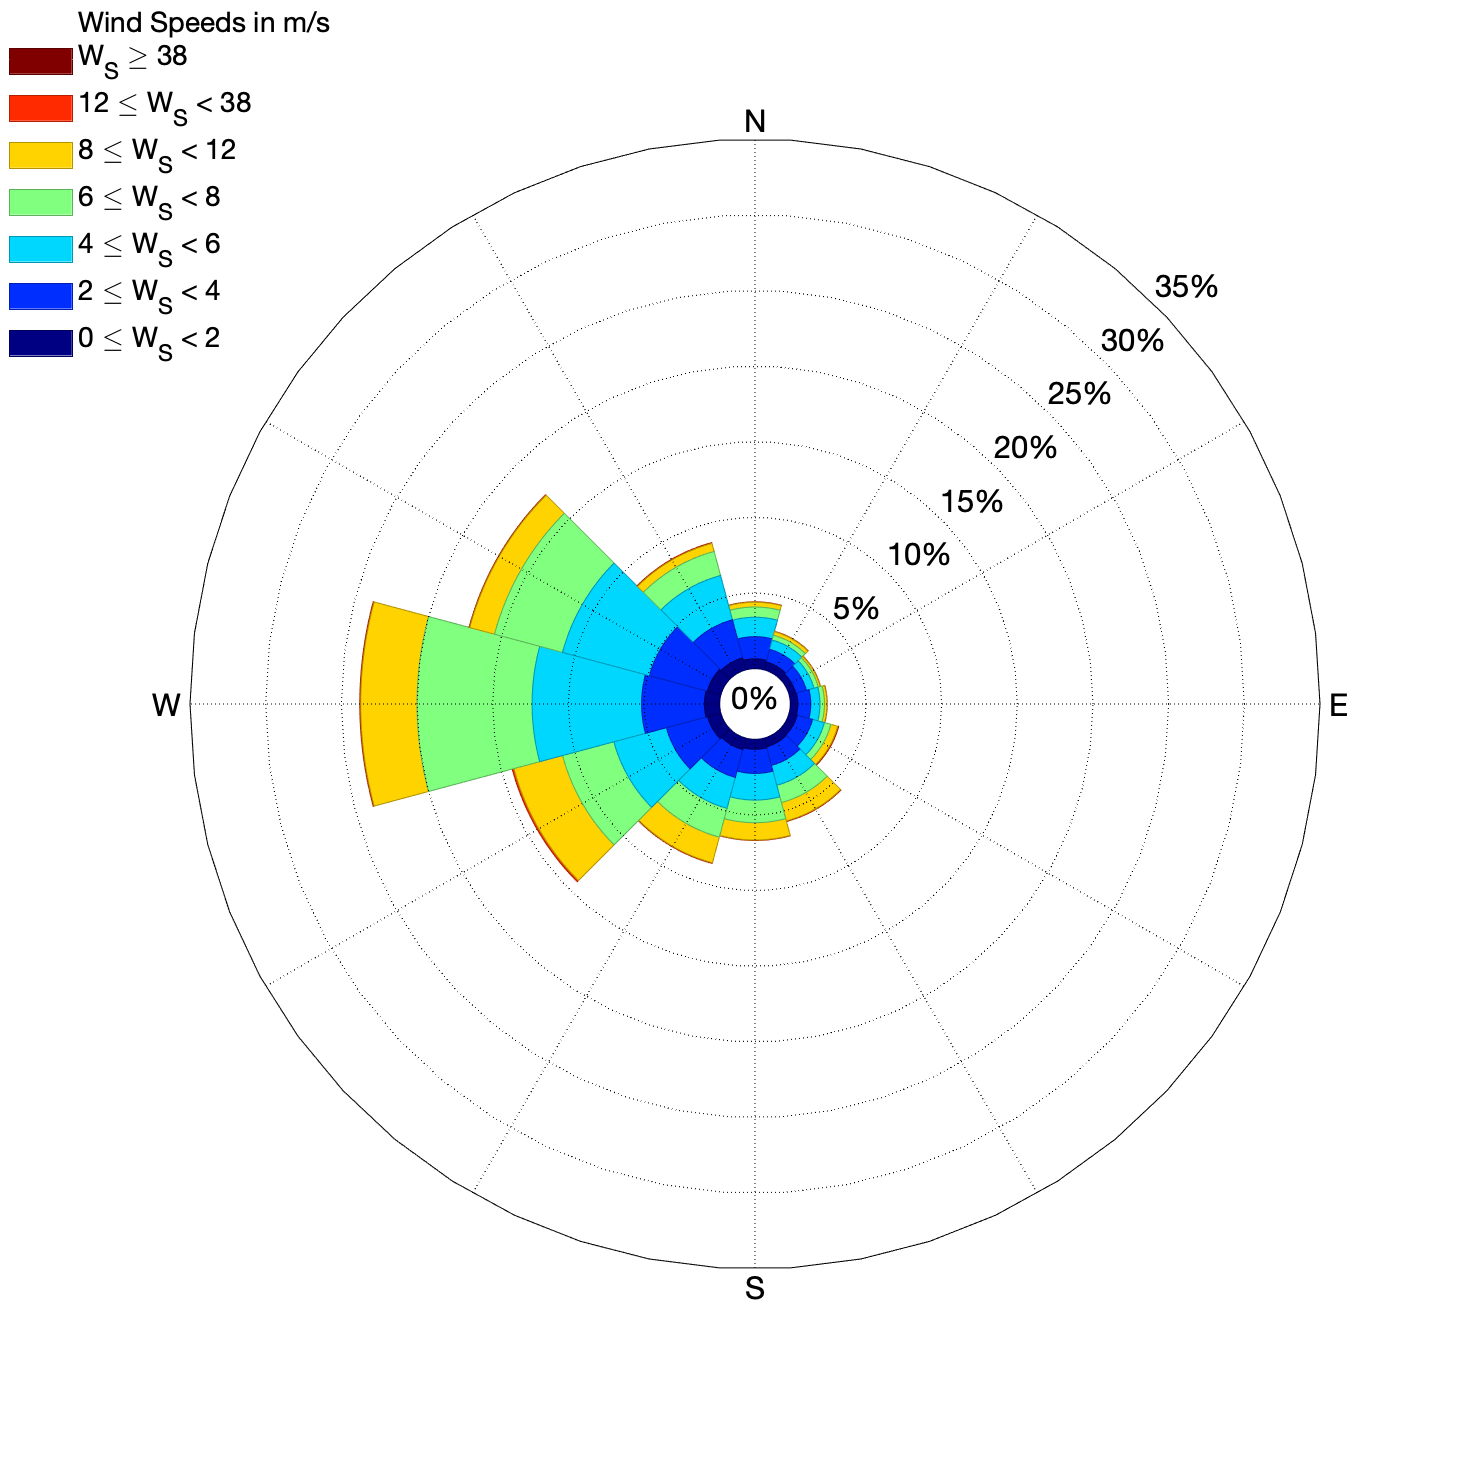 Wind Speeds in m/s
W_S ≥ 38
12 ≤ W_S < 38
8 ≤ W_S < 12
6 ≤ W_S < 8
4 ≤ W_S < 6
2 ≤ W_S < 4
0 ≤ W_S < 2
N
35%
30%
25%
20%
15%
10%
5%
0%
W
E
S